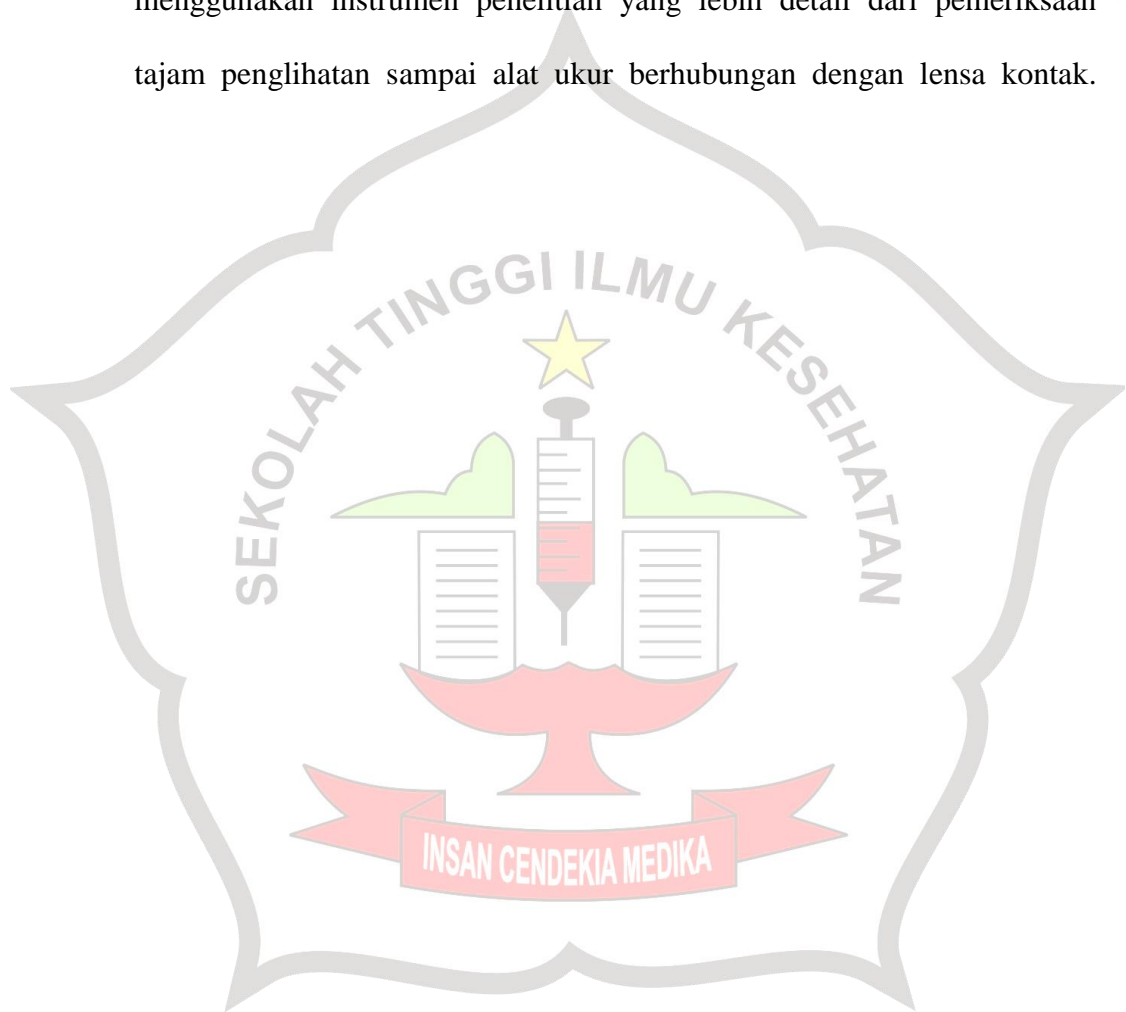 menggunakan instrumen penelitian yang lebih detail dari pemeriksaan
tajam penglihatan sampai alat ukur berhubungan dengan lensa kontak.
SEKOLAH TINGGI ILMU KESEHATAN
INSAN CENDEKIA MEDIKA